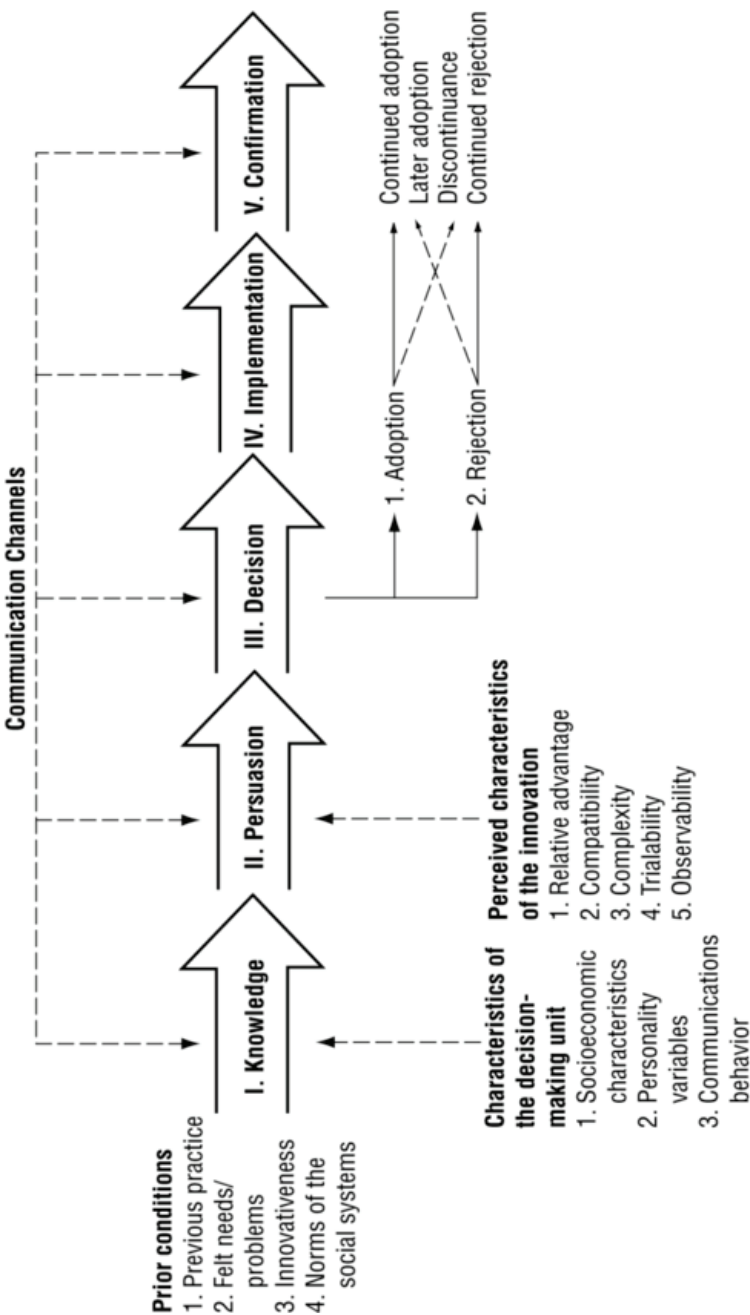 Communication Channels
Prior conditions
1. Previous practice
2. Felt needs/
problems
3. Innovativeness
4. Norms of the
social systems
I. Knowledge
II. Persuasion
III. Decision
IV. Implementation
V. Confirmation
Characteristics of
the decision-
making unit
1. Socioeconomic
characteristics
2. Personality
variables
3. Communications
behavior
Perceived characteristics
of the innovation
1. Relative advantage
2. Compatibility
3. Complexity
4. Trialability
5. Observability
1. Adoption
2. Rejection
Continued adoption
Later adoption
Discontinuance
Continued rejection